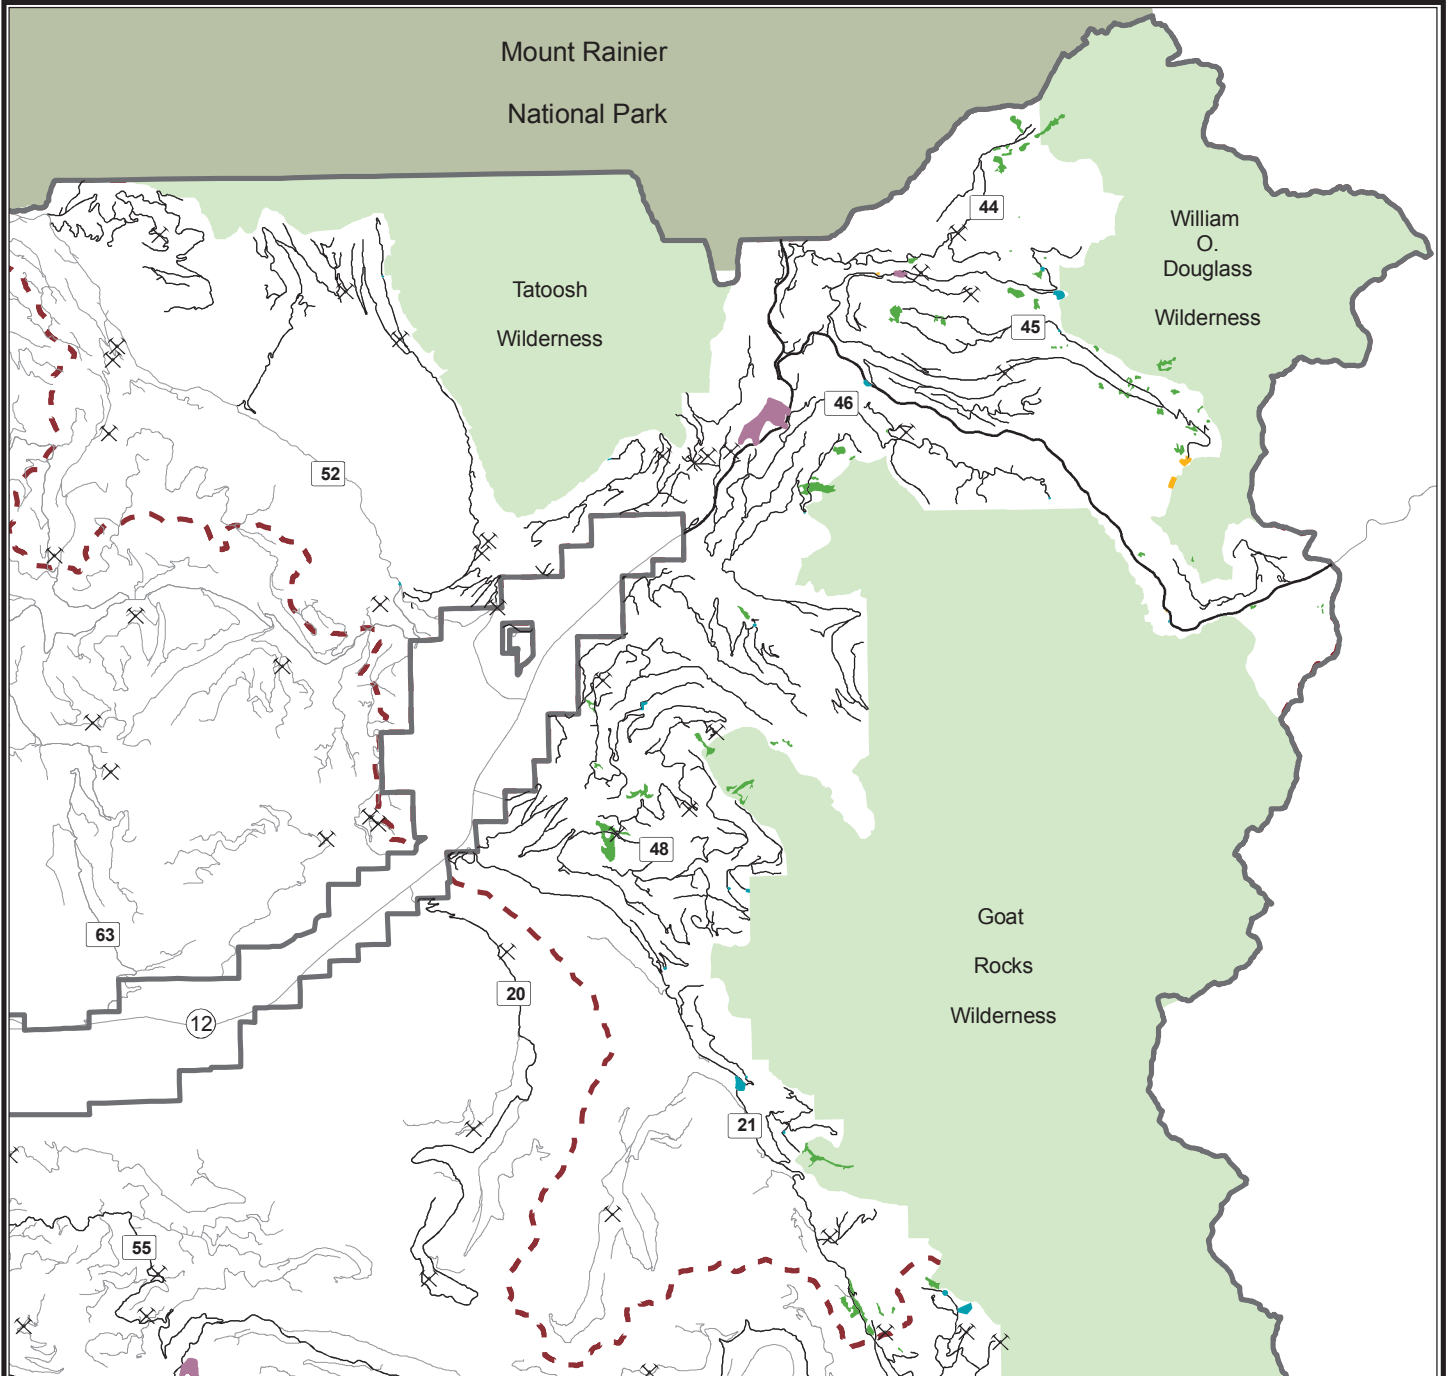 Mount Rainier
National Park
44
William
O.
Douglass
Wilderness
Tatoosh
Wilderness
45
46
52
48
Goat
Rocks
Wilderness
63
20
12
21
55